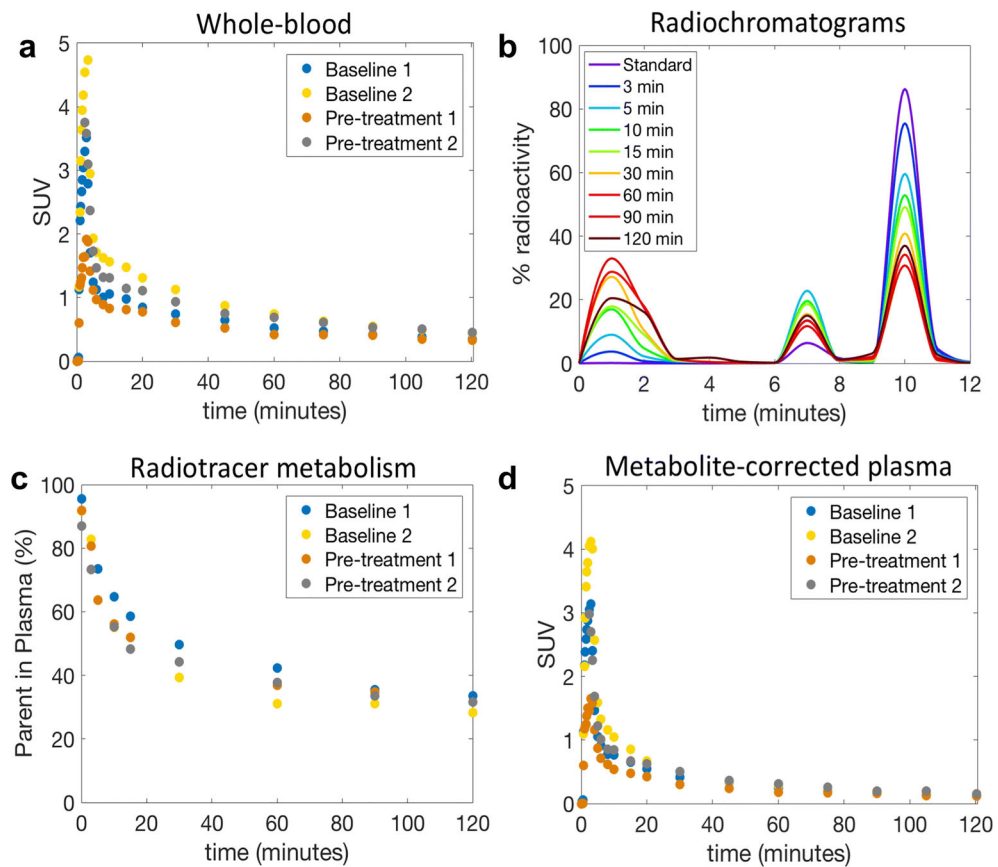 a
Whole-blood
5
4
3
2
1
0
SUV
Baseline 1
Baseline 2
Pre-treatment 1
Pre-treatment 2
0 20 40 60 80 100 120
time (minutes)
b
Radiochromatograms
100
80
60
40
20
0
% radioactivity
Standard
3 min
5 min
10 min
15 min
30 min
60 min
90 min
120 min
0 2 4 6 8 10 12
time (minutes)
c
Radiotracer metabolism
100
80
60
40
20
0
Parent in Plasma (%)
Baseline 1
Baseline 2
Pre-treatment 1
Pre-treatment 2
0 20 40 60 80 100 120
time (minutes)
d
Metabolite-corrected plasma
5
4
3
2
1
0
SUV
Baseline 1
Baseline 2
Pre-treatment 1
Pre-treatment 2
0 20 40 60 80 100 120
time (minutes)